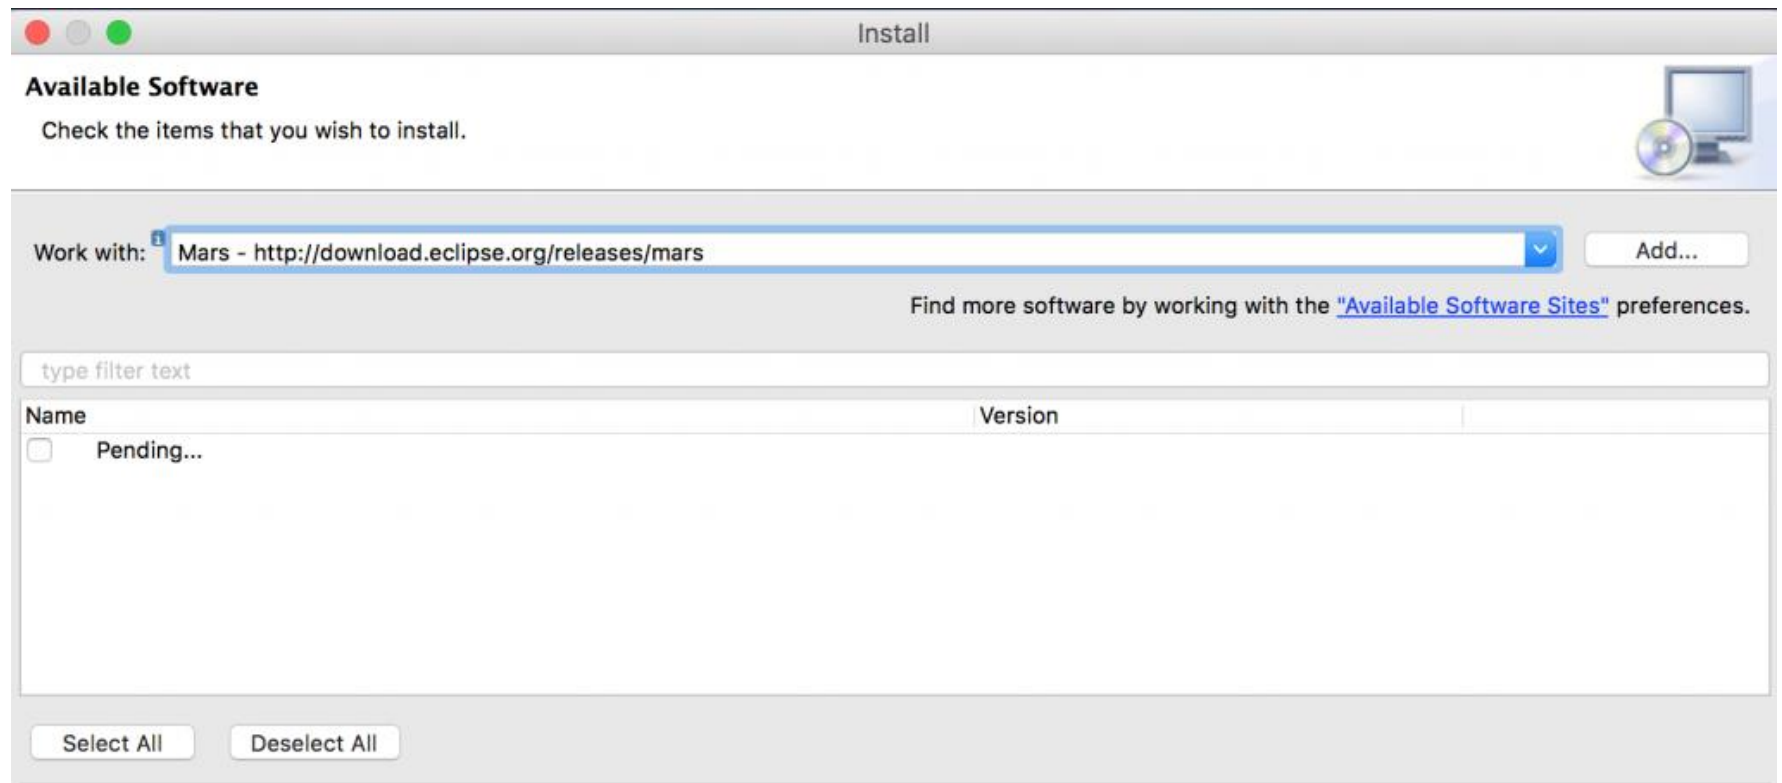 Install
Available Software
Check the items that you wish to install.
Work with: Mars - http://download.eclipse.org/releases/mars Add...
Find more software by working with the "Available Software Sites" preferences.
type filter text
Name Version
Pending...
Select All Deselect All